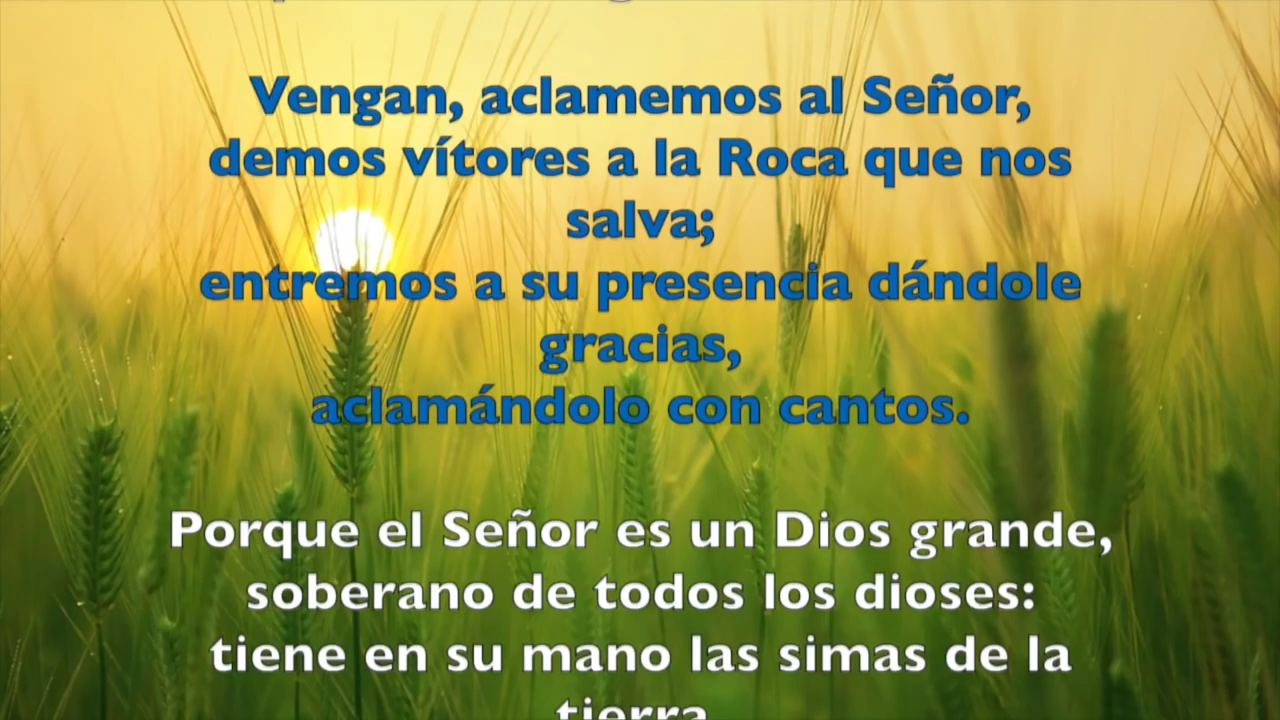 Vengan, aclamemos al Señor,
demos vítores a la Roca que nos
salva;
entremos a su presencia dándole
gracias,
aclamándolo con cantos.
Porque el Señor es un Dios grande,
soberano de todos los dioses:
tiene en su mano las simas de la
tierra